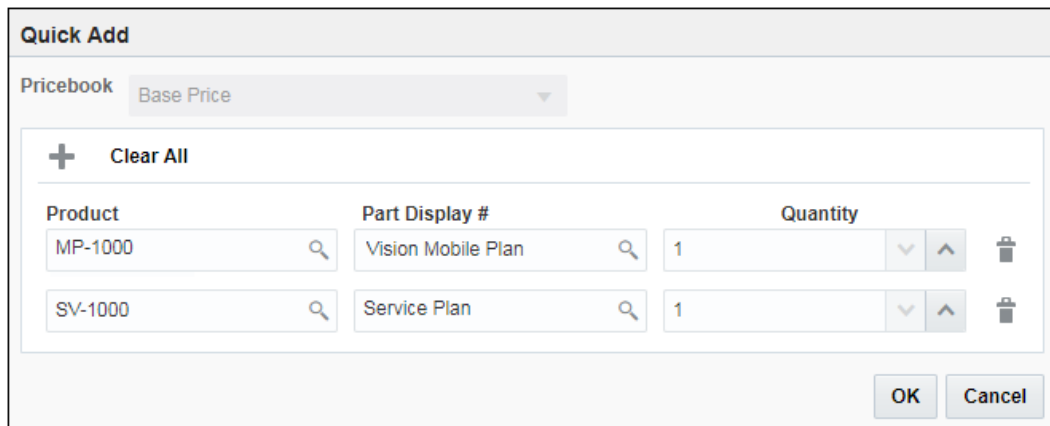 Quick Add
Pricebook Base Price
Clear All
Product Part Display # Quantity
MP-1000 Vision Mobile Plan 1
SV-1000 Service Plan 1
OK Cancel